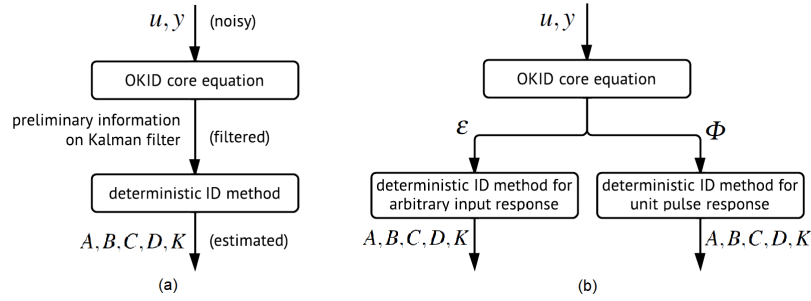 u, y (noisy)
OKID core equation
preliminary information
on Kalman filter
(filtered)
deterministic ID method
A, B, C, D, K (estimated)
(a)
u, y
OKID core equation
ε
Φ
deterministic ID method for
arbitrary input response
deterministic ID method for
unit pulse response
A, B, C, D, K
A, B, C, D, K
(b)